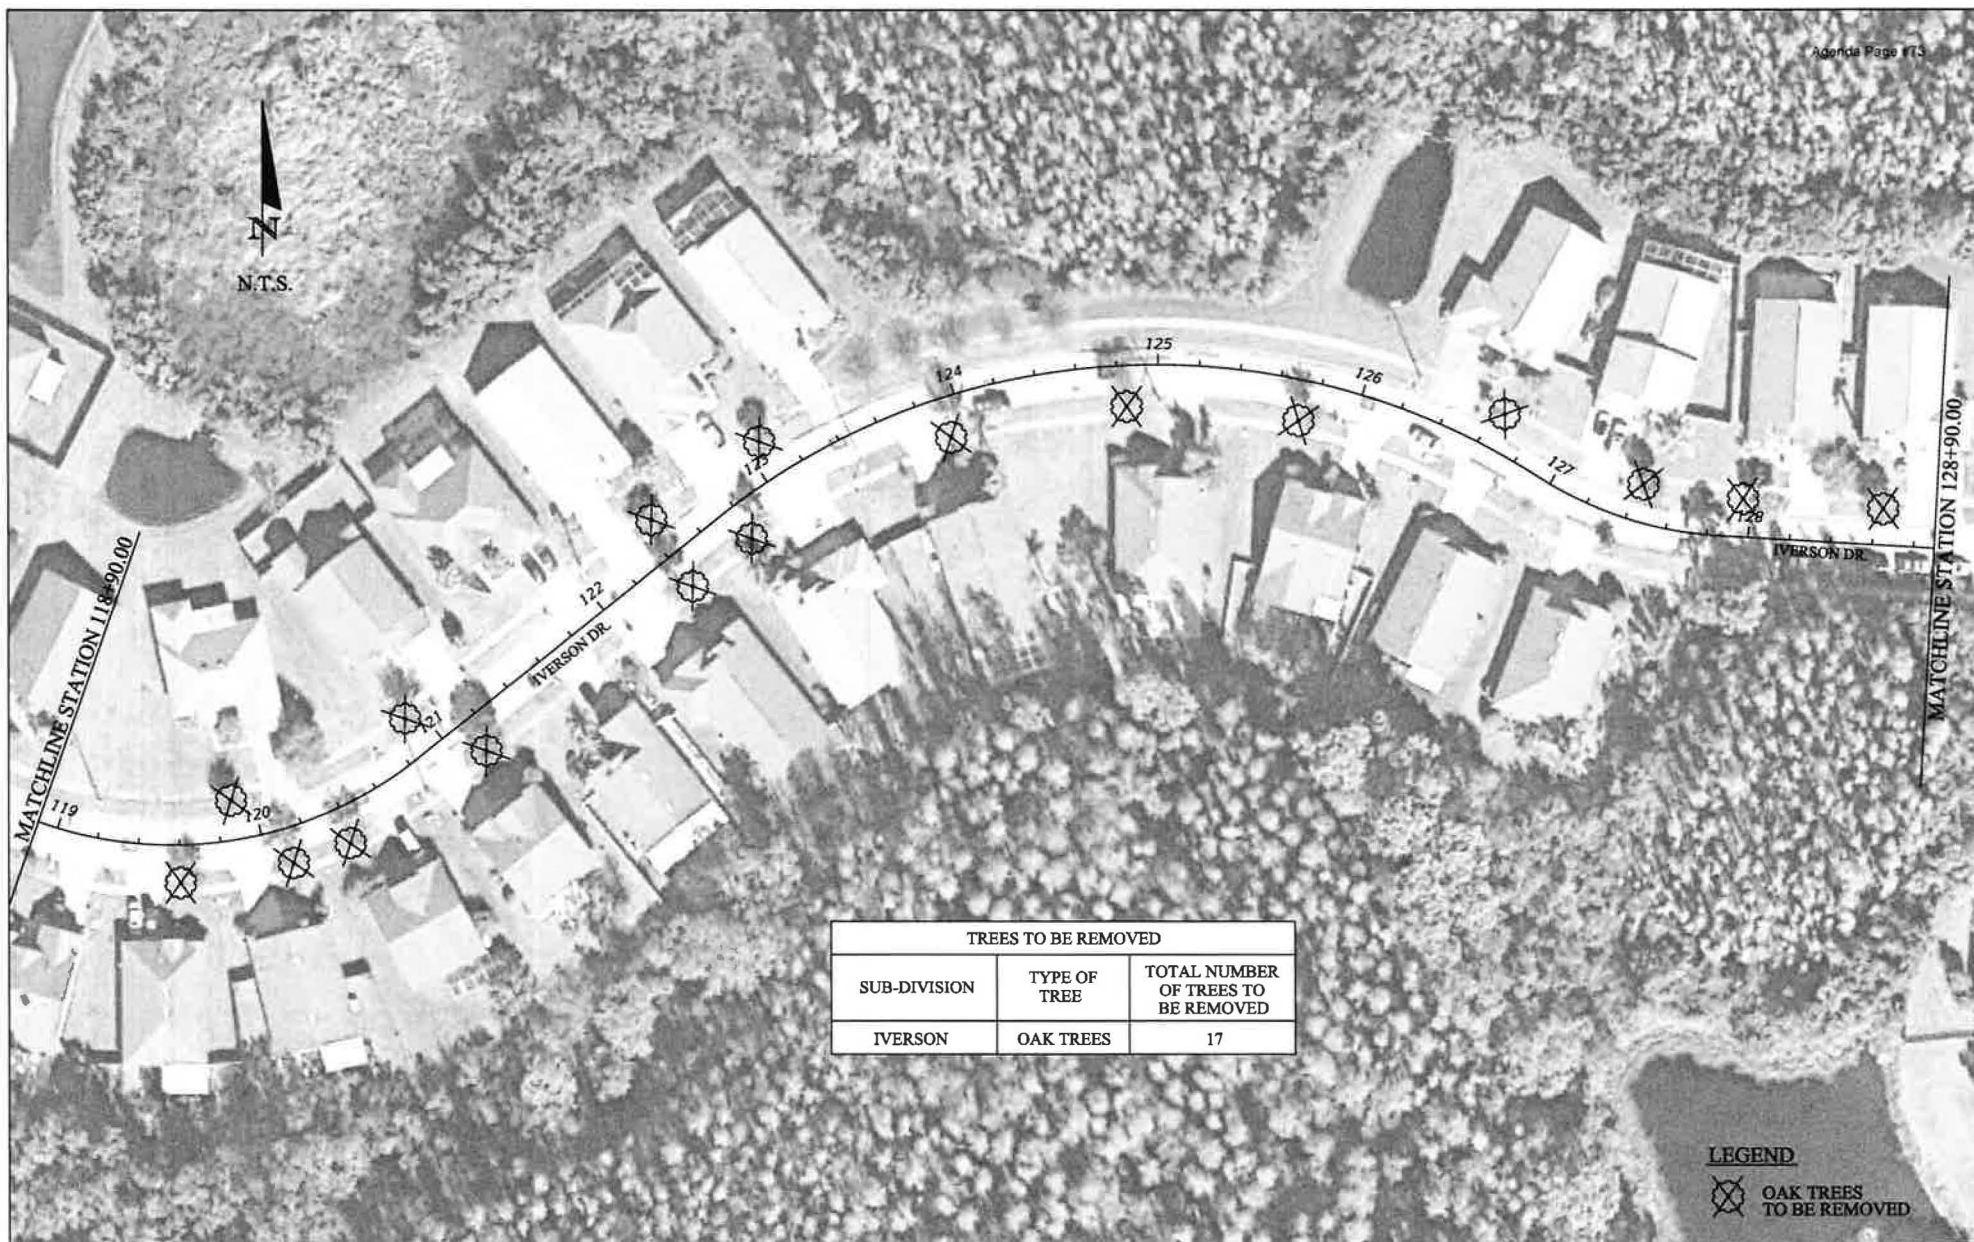 Agenda Page 173
N
N.T.S.
125
124
126
123
127
128
IVERSON DR.
122
IVERSON DR.
121
120
119
MATCHLINE STATION 118+90.00
MATCHLINE STATION 128+90.00
TREES TO BE REMOVED
SUB-DIVISION
TYPE OF
TREE
TOTAL NUMBER
OF TREES TO
BE REMOVED
IVERSON
OAK TREES
17
LEGEND
OAK TREES
TO BE REMOVED